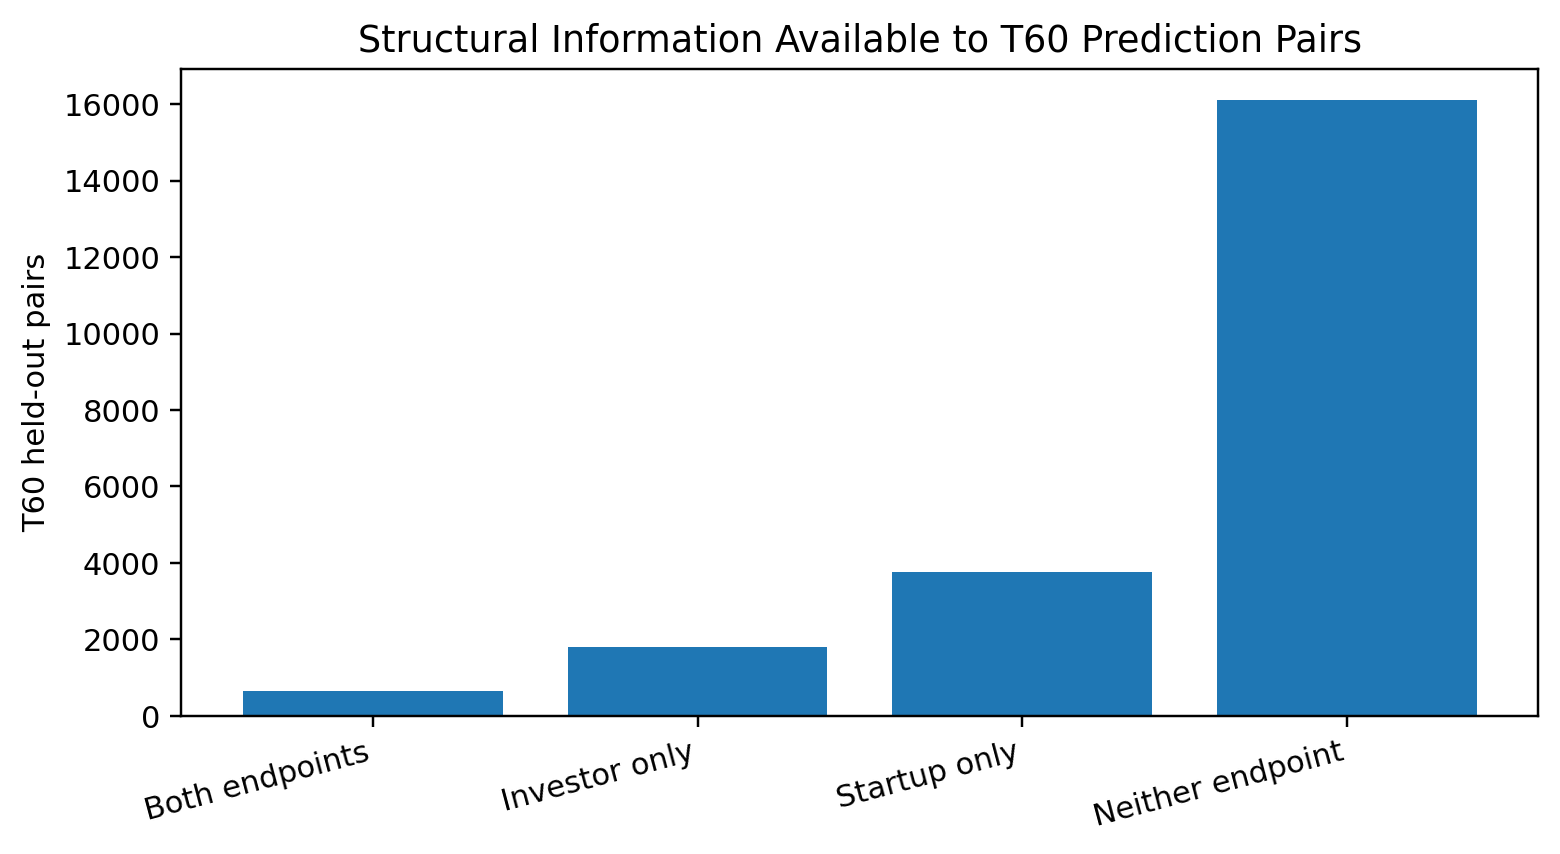 Structural Information Available to T60 Prediction Pairs
T60 held-out pairs
16000
14000
12000
10000
8000
6000
4000
2000
0
Both endpoints
Investor only
Startup only
Neither endpoint